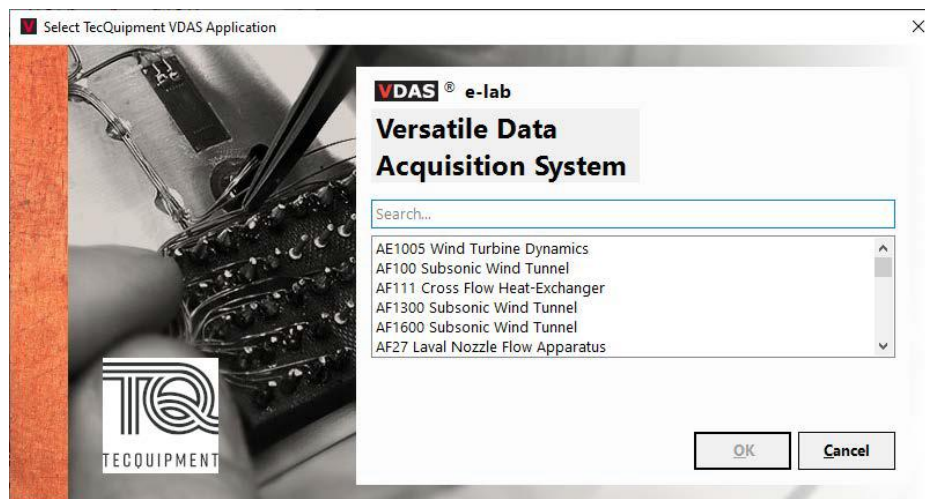 Select TecQuipment VDAS Application
VDAS ® e-lab
Versatile Data
Acquisition System
Search...
AE1005 Wind Turbine Dynamics
AF100 Subsonic Wind Tunnel
AF111 Cross Flow Heat-Exchanger
AF1300 Subsonic Wind Tunnel
AF1600 Subsonic Wind Tunnel
AF27 Laval Nozzle Flow Apparatus
TQ
TECQUIPMENT
OK
Cancel